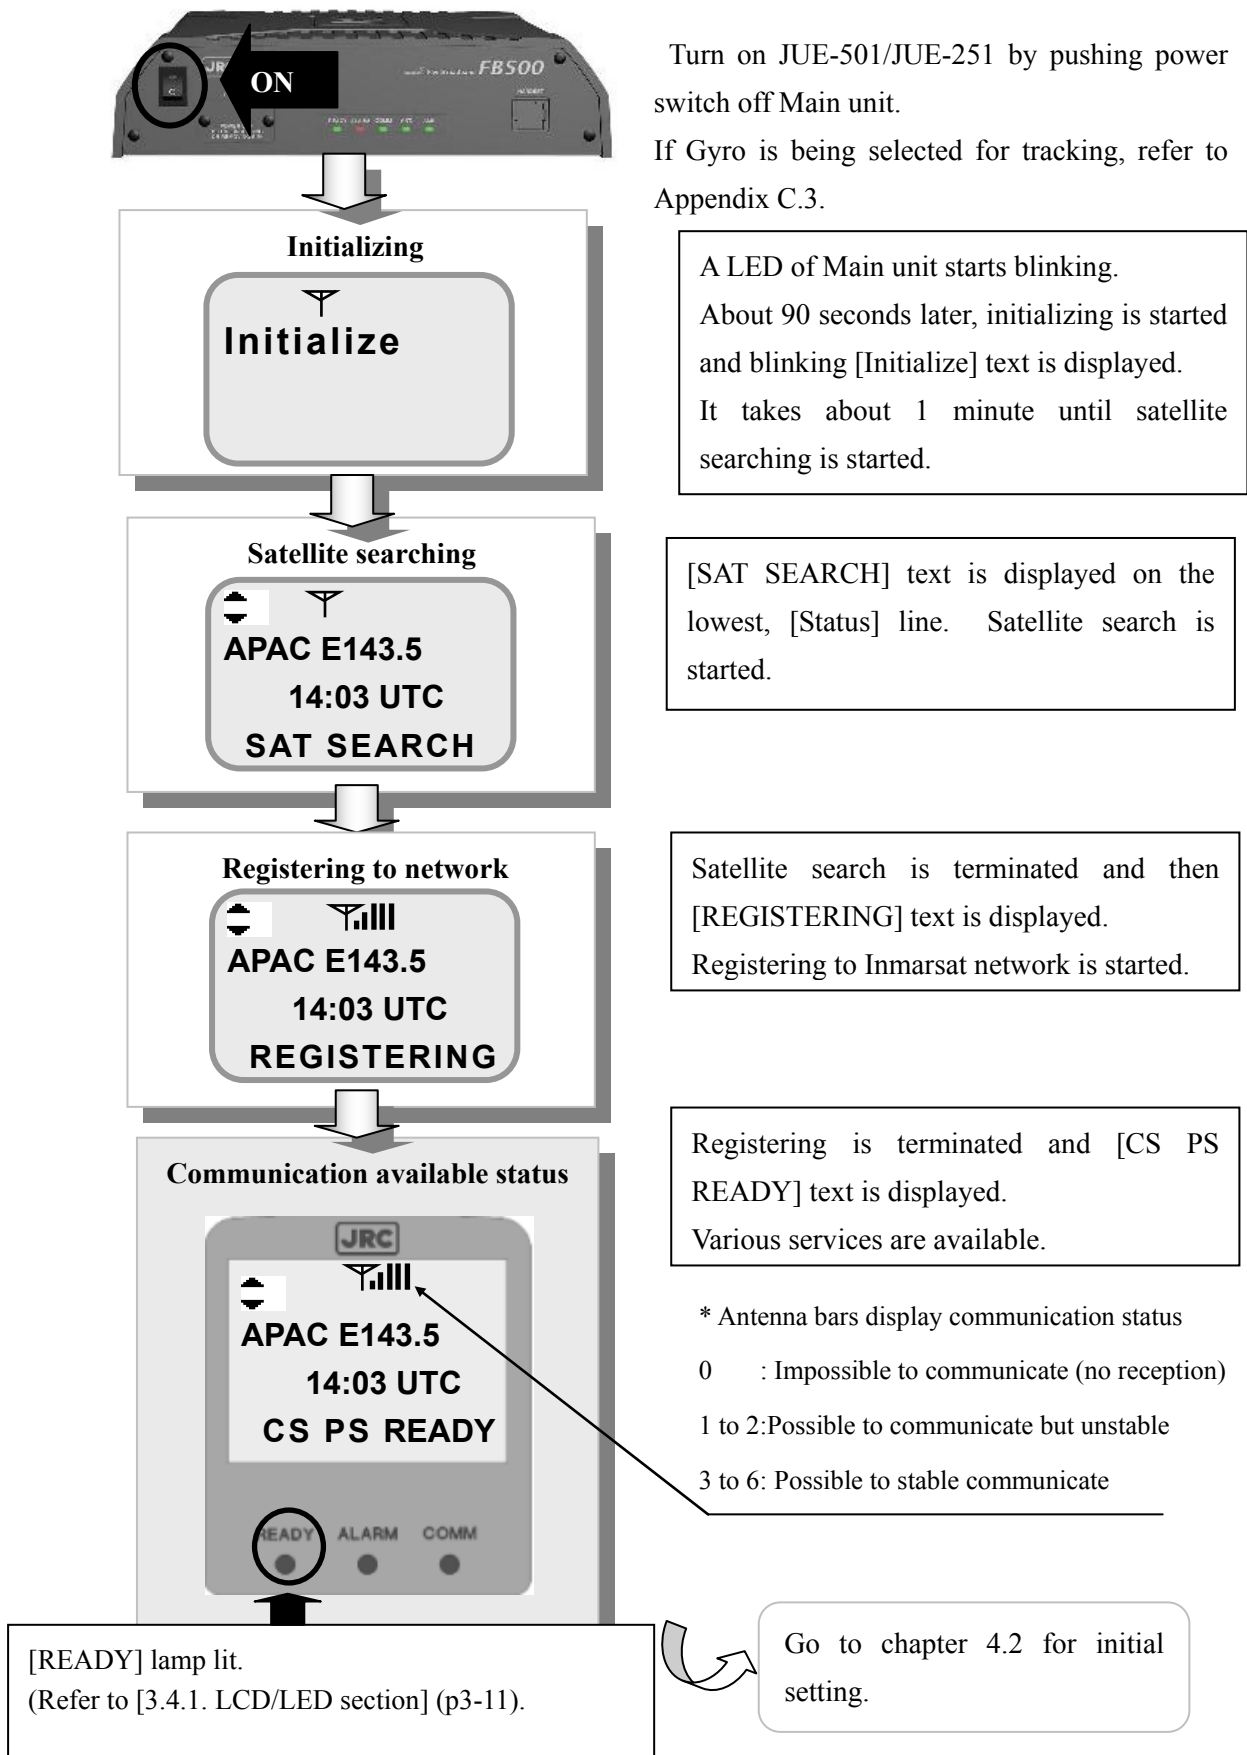 JRC
ON
FB500
HANDSET
Turn on JUE-501/JUE-251 by pushing power
switch off Main unit.
If Gyro is being selected for tracking, refer to
Appendix C.3.
Initializing
Initialize
A LED of Main unit starts blinking.
About 90 seconds later, initializing is started
and blinking [Initialize] text is displayed.
It takes about 1 minute until satellite
searching is started.
Satellite searching
APAC E143.5
14:03 UTC
SAT SEARCH
[SAT SEARCH] text is displayed on the
lowest, [Status] line. Satellite search is
started.
Registering to network
APAC E143.5
14:03 UTC
REGISTERING
Satellite search is terminated and then
[REGISTERING] text is displayed.
Registering to Inmarsat network is started.
Communication available status
JRC
APAC E143.5
14:03 UTC
CS PS READY
READY ALARM COMM
Registering is terminated and [CS PS
READY] text is displayed.
Various services are available.
* Antenna bars display communication status
0 : Impossible to communicate (no reception)
1 to 2:Possible to communicate but unstable
3 to 6: Possible to stable communicate
[READY] lamp lit.
(Refer to [3.4.1. LCD/LED section] (p3-11).
Go to chapter 4.2 for initial
setting.